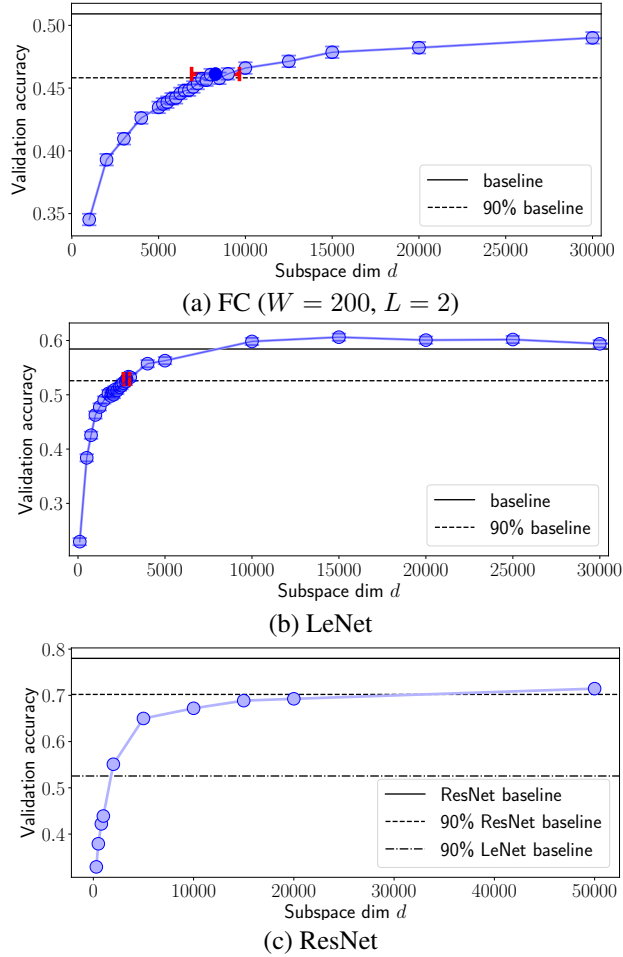 0.50
0.45
0.40
0.35
Validation accuracy
baseline
90% baseline
0 5000 10000 15000 20000 25000 30000
Subspace dim d
(a) FC (W = 200, L = 2)
0.6
0.5
0.4
0.3
Validation accuracy
baseline
90% baseline
0 5000 10000 15000 20000 25000 30000
Subspace dim d
(b) LeNet
0.8
0.7
0.6
0.5
0.4
Validation accuracy
ResNet baseline
90% ResNet baseline
90% LeNet baseline
0 10000 20000 30000 40000 50000
Subspace dim d
(c) ResNet